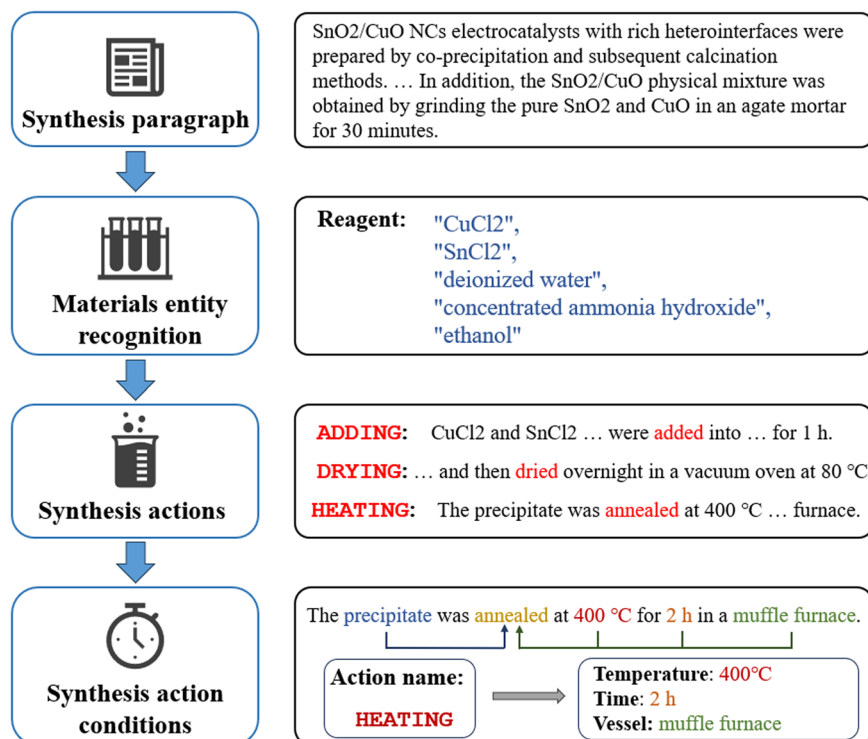 Synthesis paragraph
SnO2/CuO NCs electrocatalysts with rich heterointerfaces were
prepared by co-precipitation and subsequent calcination
methods. … In addition, the SnO2/CuO physical mixture was
obtained by grinding the pure SnO2 and CuO in an agate mortar
for 30 minutes.
Materials entity
recognition
Reagent:
"CuCl2",
"SnCl2",
"deionized water",
"concentrated ammonia hydroxide",
"ethanol"
Synthesis actions
ADDING: CuCl2 and SnCl2 … were added into … for 1 h.
DRYING: … and then dried overnight in a vacuum oven at 80 ℃
HEATING: The precipitate was annealed at 400 ℃ … furnace.
Synthesis action
conditions
The precipitate was annealed at 400 ℃ for 2 h in a muffle furnace.
Action name:
HEATING
Temperature: 400℃
Time: 2 h
Vessel: muffle furnace